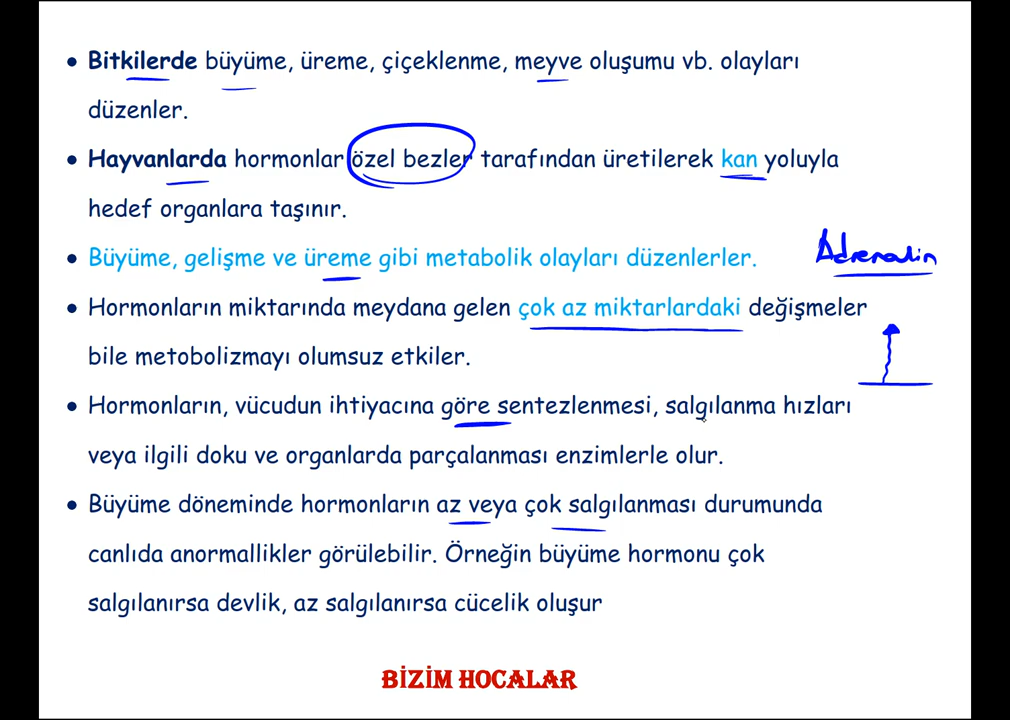 • Bitkilerde büyüme, üreme, çiçeklenme, meyve oluşumu vb. olayları
düzenler.
• Hayvanlarda hormonlar özel bezler tarafından üretilerek kan yoluyla
hedef organlara taşınır.
• Büyüme, gelişme ve üreme gibi metabolik olayları düzenlerler.
Adrenalin
• Hormonların miktarında meydana gelen çok az miktarlardaki değişmeler
bile metobolizmayı olumsuz etkiler.
• Hormonların, vücudun ihtiyacına göre sentezlenmesi, salgılanma hızları
veya ilgili doku ve organlarda parçalanması enzimlerle olur.
• Büyüme döneminde hormonların az veya çok salgılanması durumunda
canlıda anormallikler görülebilir. Örneğin büyüme hormonu çok
salgılanırsa devlik, az salgılanırsa cücelik oluşur
BİZİM HOCALAR